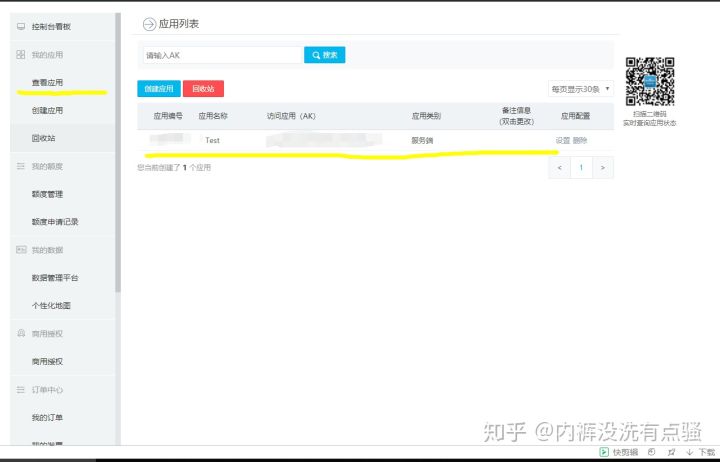 控制台看板
我的应用
查看应用
创建应用
回收站
我的额度
额度管理
额度申请记录
我的数据
数据管理平台
个性化地图
商用授权
商用授权
订单中心
我的订单
我的发票
应用列表
请输入AK
搜索
创建应用 回收站
每页显示30条
应用编号 应用名称 访问应用（AK） 应用类别 备注信息（双击更改） 应用配置
Test 服务端 设置 删除
您当前创建了 1 个应用
< 1 >
扫描二维码
实时查询应用状态
知乎 @内裤没洗有点骚
快剪辑 下载